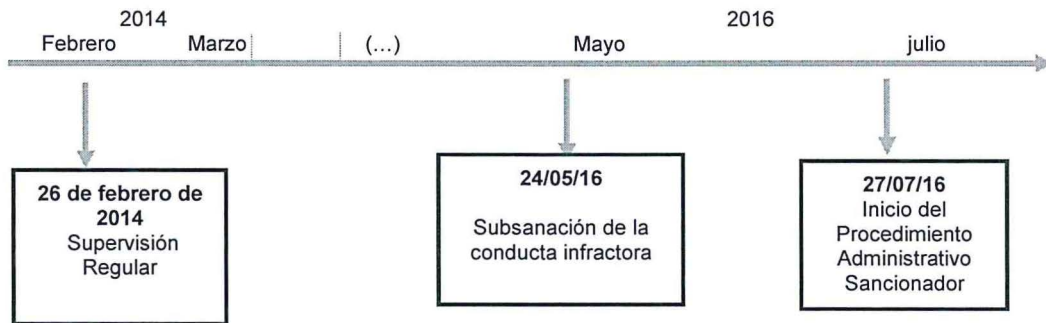 2014
2016
Febrero
Marzo
(...)
Mayo
julio
26 de febrero de
2014
Supervisión
Regular
24/05/16
Subsanación de la
conducta infractora
27/07/16
Inicio del
Procedimiento
Administrativo
Sancionador